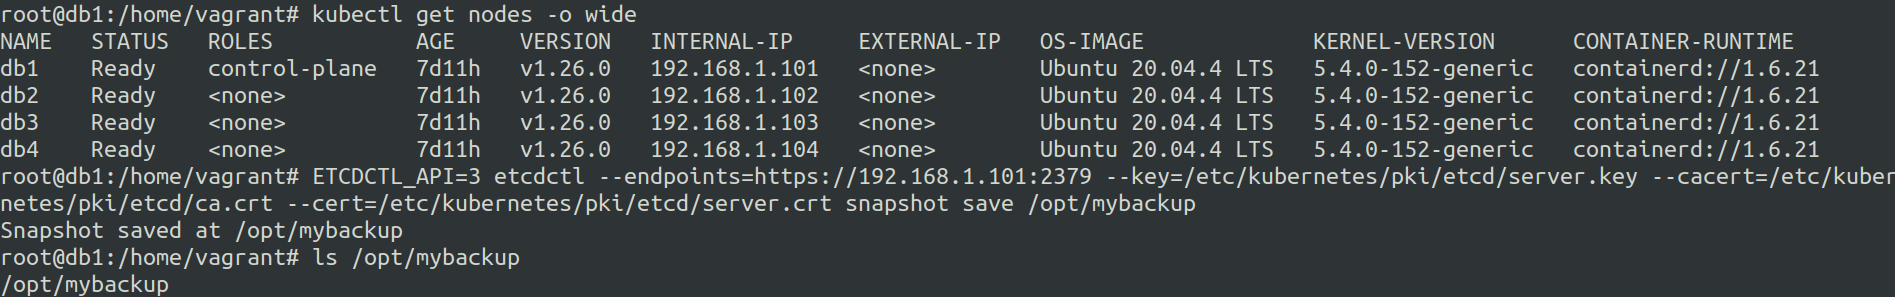 root@db1:/home/vagrant# kubectl get nodes -o wide
NAME   STATUS   ROLES           AGE     VERSION   INTERNAL-IP     EXTERNAL-IP   OS-IMAGE             KERNEL-VERSION      CONTAINER-RUNTIME
db1    Ready    control-plane   7d11h   v1.26.0   192.168.1.101   <none>        Ubuntu 20.04.4 LTS   5.4.0-152-generic   containerd://1.6.21
db2    Ready    <none>          7d11h   v1.26.0   192.168.1.102   <none>        Ubuntu 20.04.4 LTS   5.4.0-152-generic   containerd://1.6.21
db3    Ready    <none>          7d11h   v1.26.0   192.168.1.103   <none>        Ubuntu 20.04.4 LTS   5.4.0-152-generic   containerd://1.6.21
db4    Ready    <none>          7d11h   v1.26.0   192.168.1.104   <none>        Ubuntu 20.04.4 LTS   5.4.0-152-generic   containerd://1.6.21
root@db1:/home/vagrant# ETCDCTL_API=3 etcdctl --endpoints=https://192.168.1.101:2379 --key=/etc/kubernetes/pki/etcd/server.key --cacert=/etc/kuber
netes/pki/etcd/ca.crt --cert=/etc/kubernetes/pki/etcd/server.crt snapshot save /opt/mybackup
Snapshot saved at /opt/mybackup
root@db1:/home/vagrant# ls /opt/mybackup
/opt/mybackup